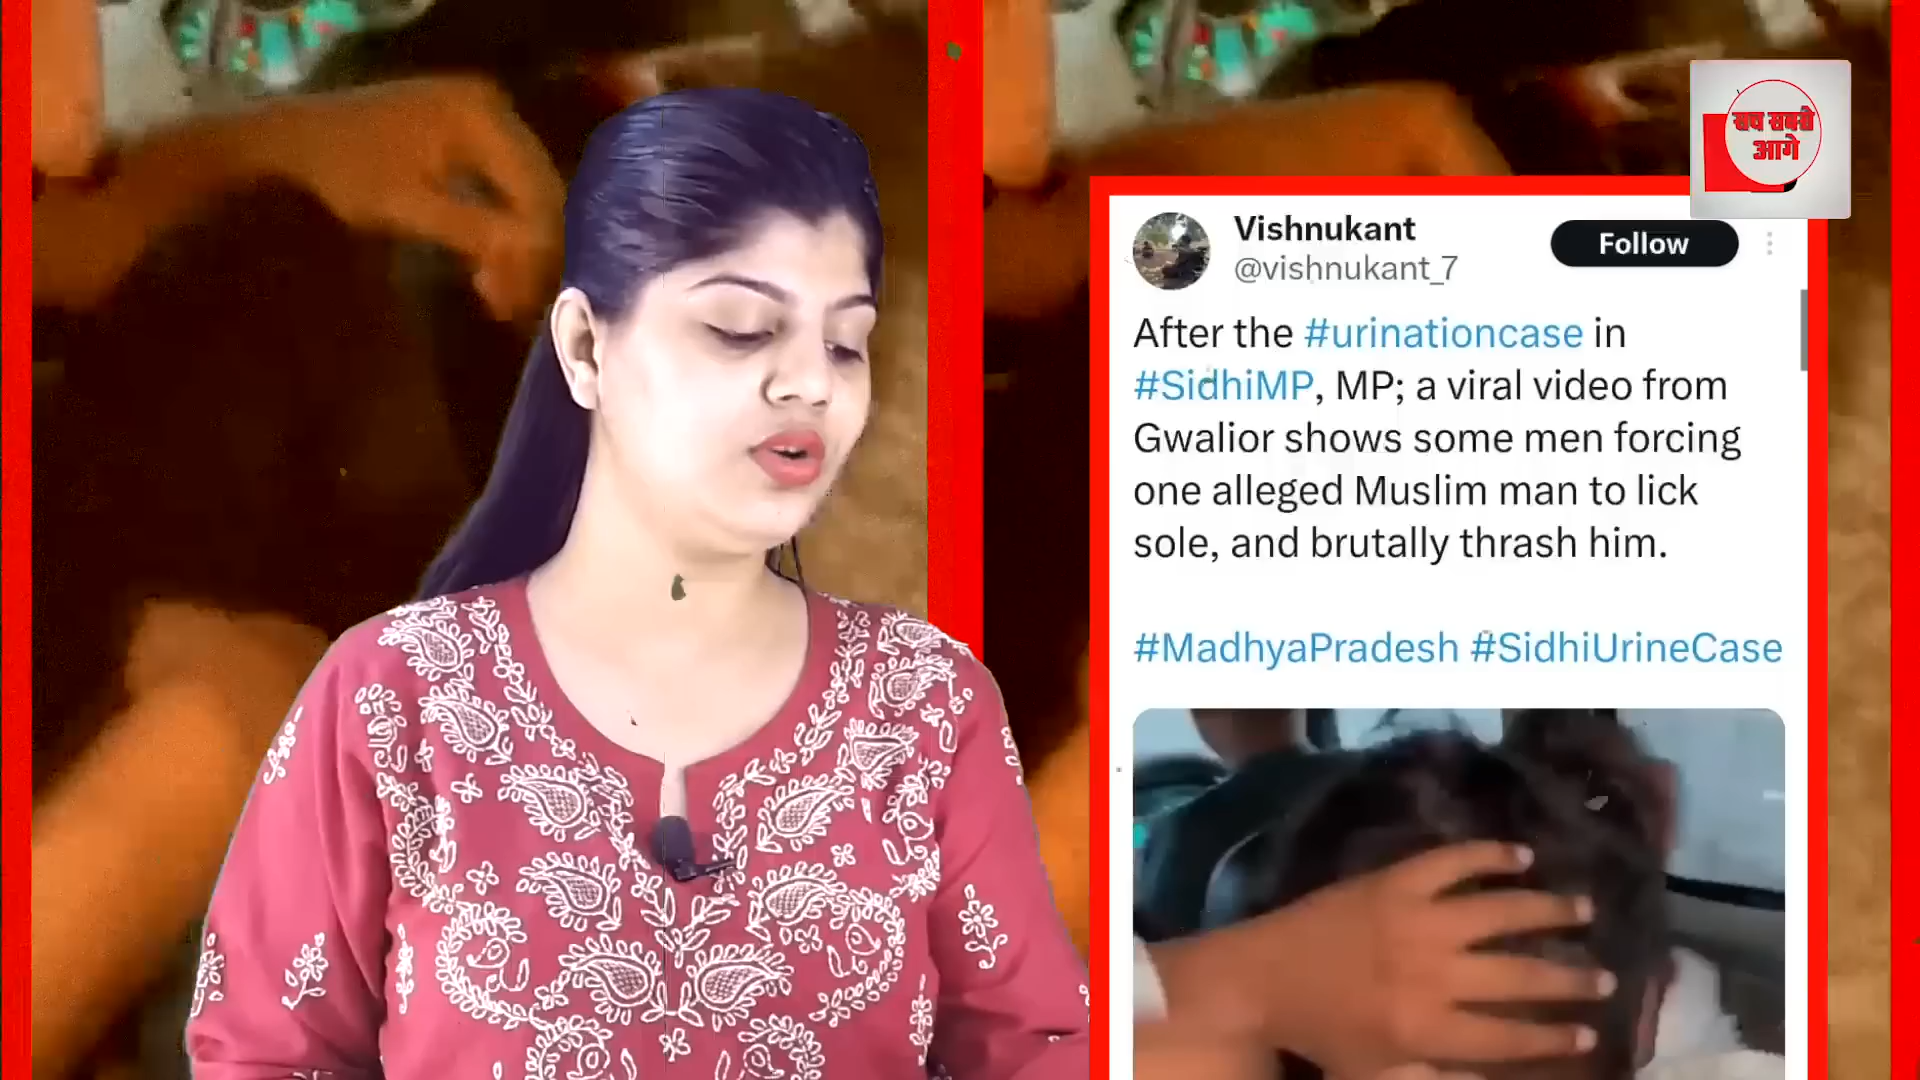 सच सबसे
आगे
Vishnukant
@vishnukant_7
Follow
After the #urinationcase in
#SidhiMP, MP; a viral video from
Gwalior shows some men forcing
one alleged Muslim man to lick
sole, and brutally thrash him.
#MadhyaPradesh #SidhiUrineCase